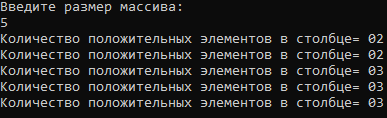 Введите размер массива:
5
Количество положительных элементов в столбце= 02
Количество положительных элементов в столбце= 02
Количество положительных элементов в столбце= 03
Количество положительных элементов в столбце= 03
Количество положительных элементов в столбце= 03